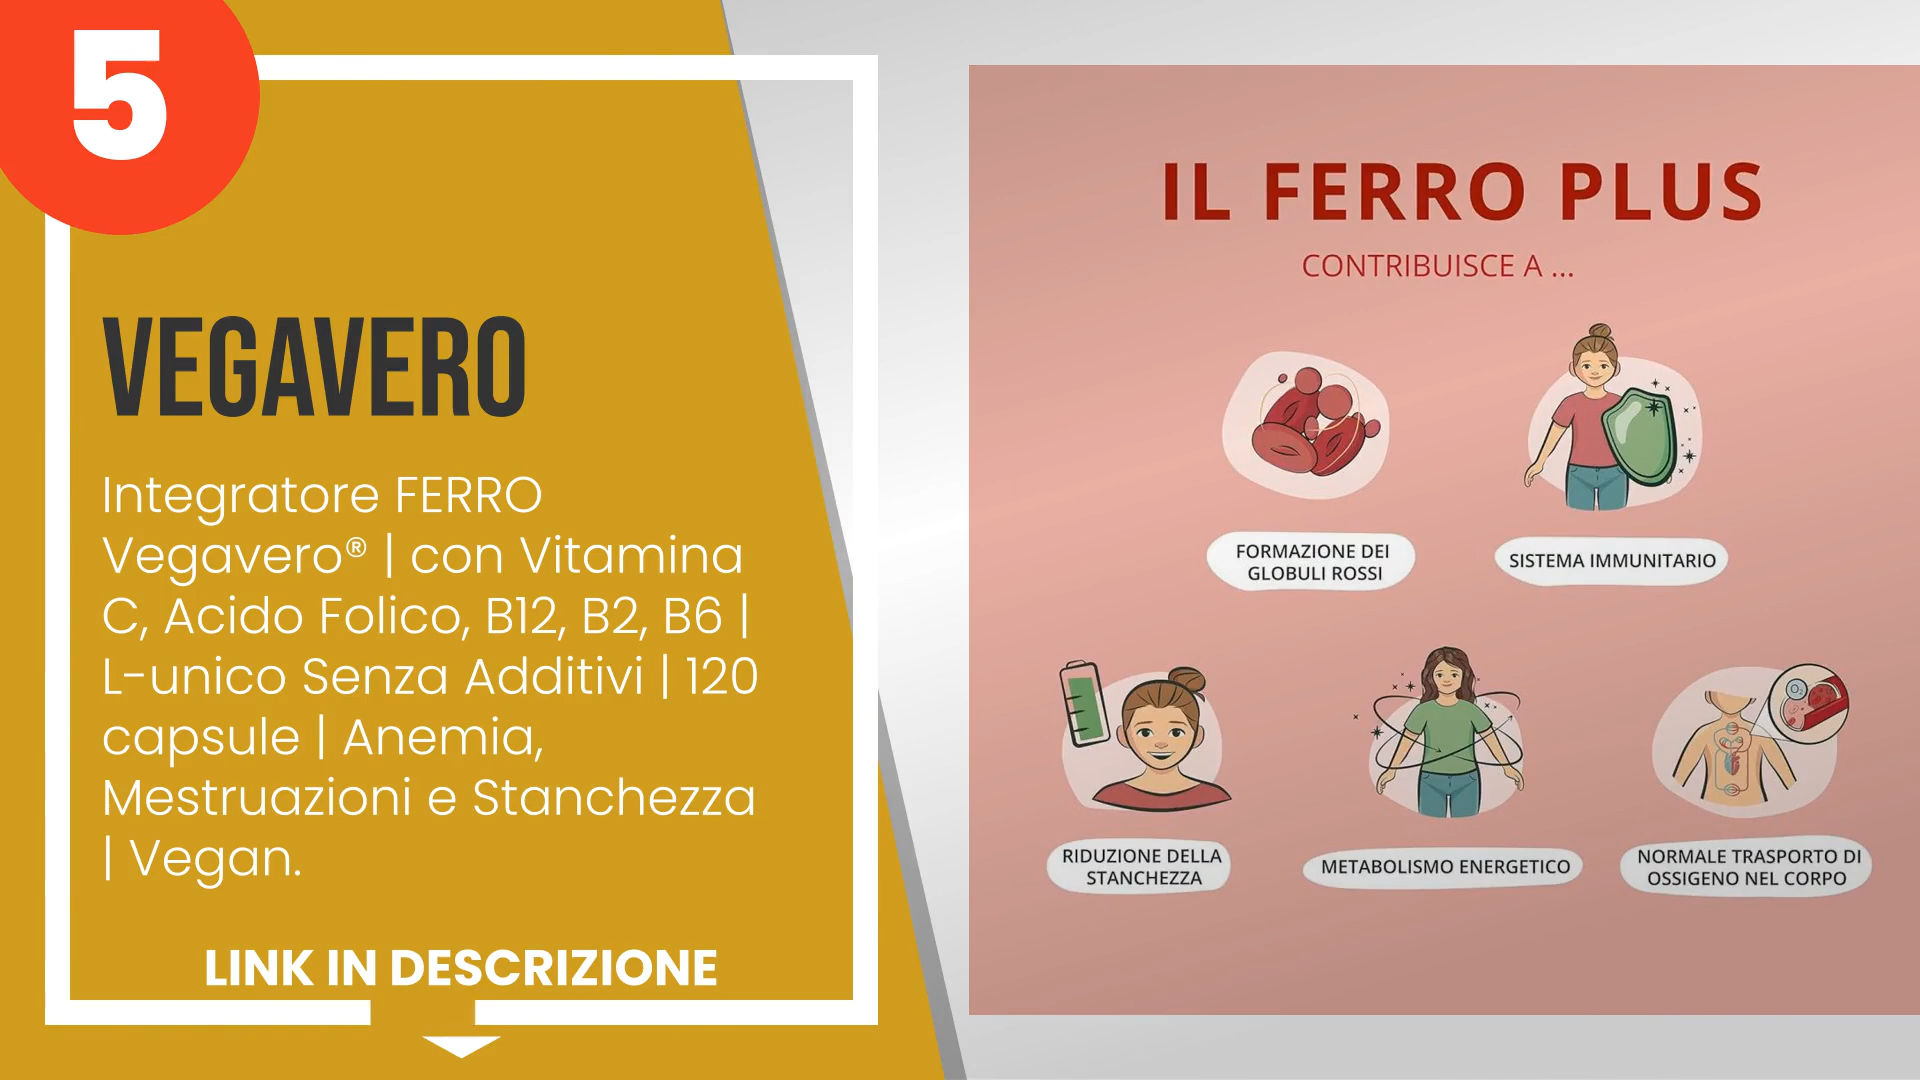 5
VEGAVERO
Integratore FERRO
Vegavero® | con Vitamina
C, Acido Folico, B12, B2, B6 |
L-unico Senza Additivi | 120
capsule | Anemia,
Mestruazioni e Stanchezza
| Vegan.
LINK IN DESCRIZIONE
IL FERRO PLUS
CONTRIBUISCE A ...
FORMAZIONE DEI
GLOBULI ROSSI
SISTEMA IMMUNITARIO
RIDUZIONE DELLA
STANCHEZZA
METABOLISMO ENERGETICO
O₂
NORMALE TRASPORTO DI
OSSIGENO NEL CORPO